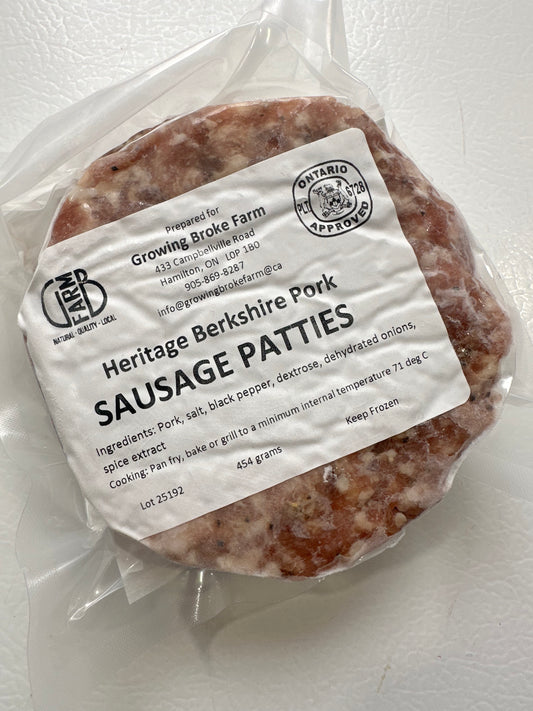 Prepared for
Growing Broke Farm
433 Campbellville Road
Hamilton, ON L0P 1B0
905-869-8287
info@growingbrokefarm@ca
GB FARM
NATURAL - QUALITY - LOCAL
ONTARIO
PLT 6728
APPROVED
Heritage Berkshire Pork
SAUSAGE PATTIES
Ingredients: Pork, salt, black pepper, dextrose, dehydrated onions,
spice extract
Cooking: Pan fry, bake or grill to a minimum internal temperature 71 deg C
454 grams
Keep Frozen
Lot 25192